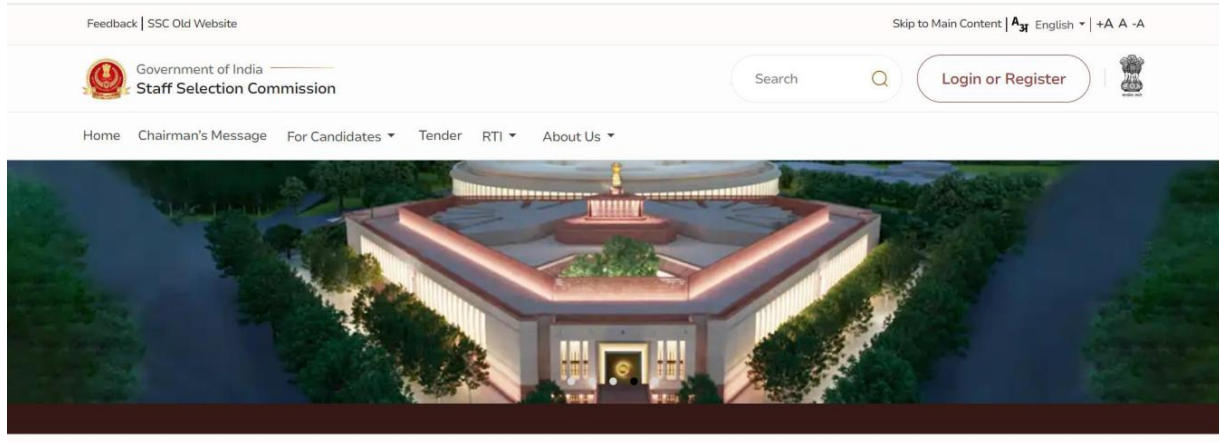 Feedback | SSC Old Website
Skip to Main Content | Aअ English | +A A -A
Government of India
Staff Selection Commission
Search
Login or Register
Home Chairman's Message For Candidates Tender RTI About Us